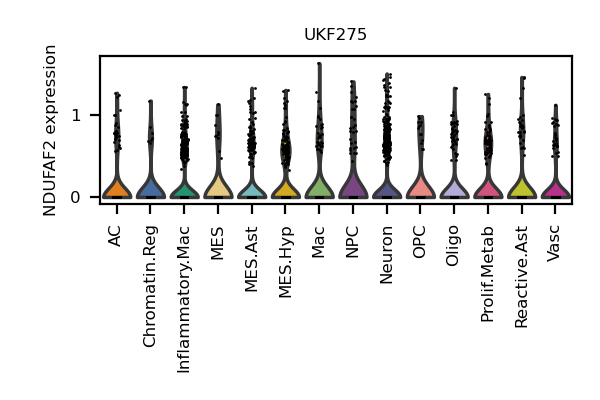 UKF275
NDUFAF2 expression
1
0
AC
Chromatin.Reg
Inflammatory.Mac
MES
MES.Ast
MES.Hyp
Mac
NPC
Neuron
OPC
Oligo
Prolif.Metab
Reactive.Ast
Vasc